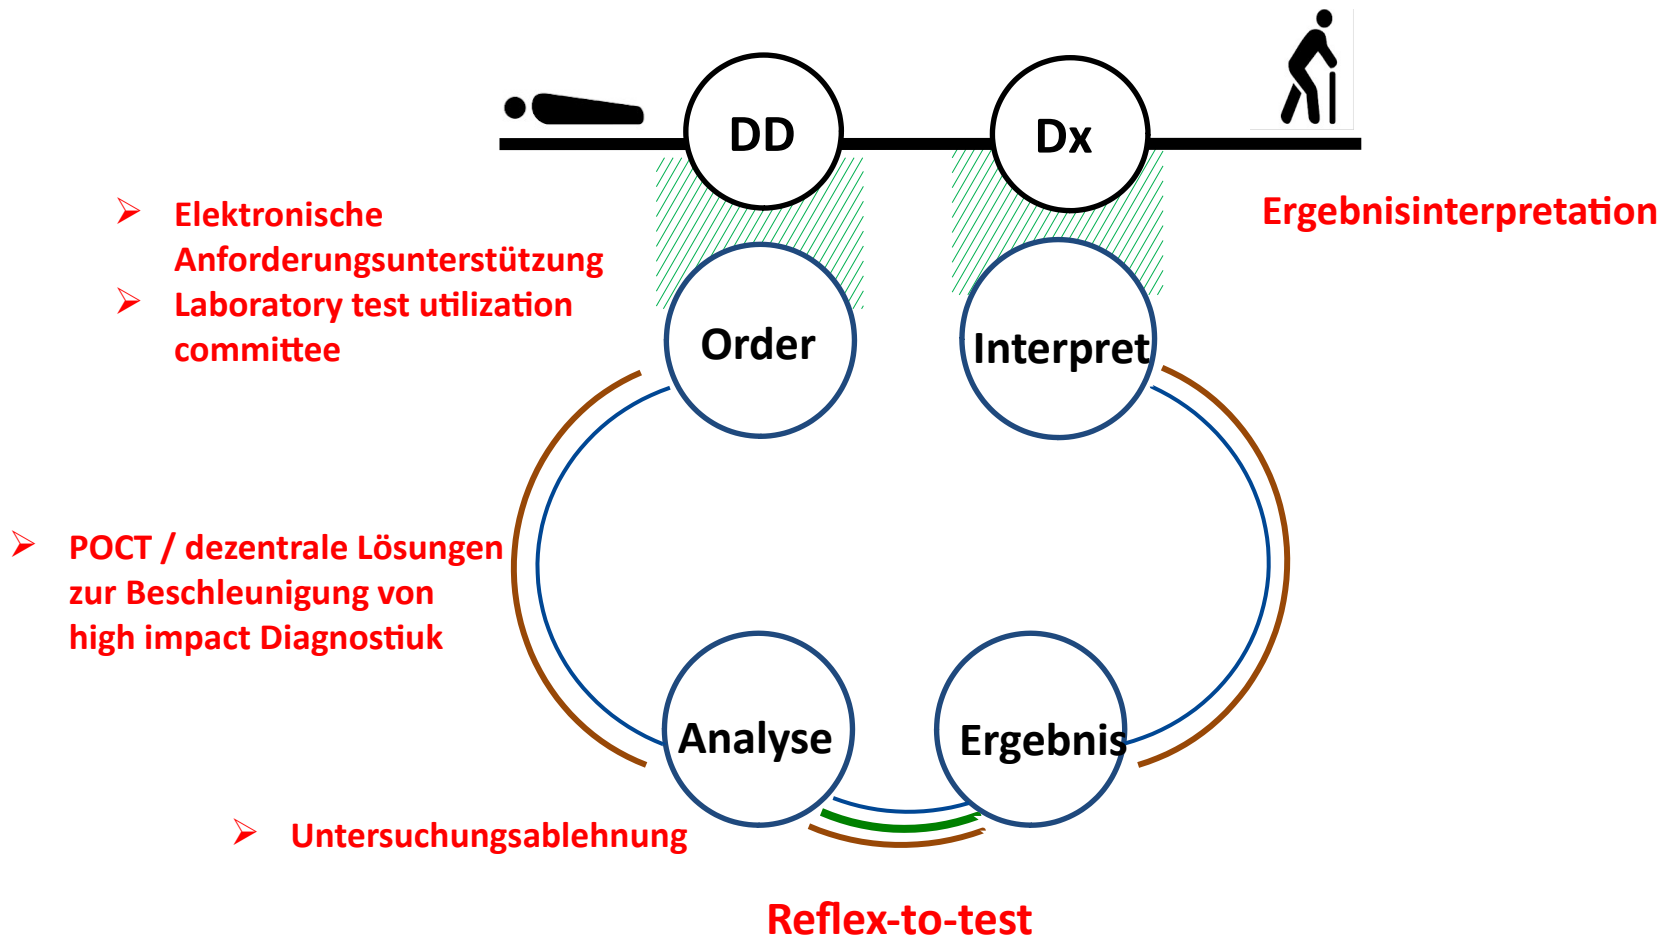 DD
Dx
➢ Elektronische
Anforderungsunterstützung
➢ Laboratory test utilization
committee
Ergebnisinterpretation
Order
Interpret
➢ POCT / dezentrale Lösungen
zur Beschleunigung von
high impact Diagnostiuk
Analyse
Ergebnis
➢ Untersuchungsablehnung
Reflex-to-test